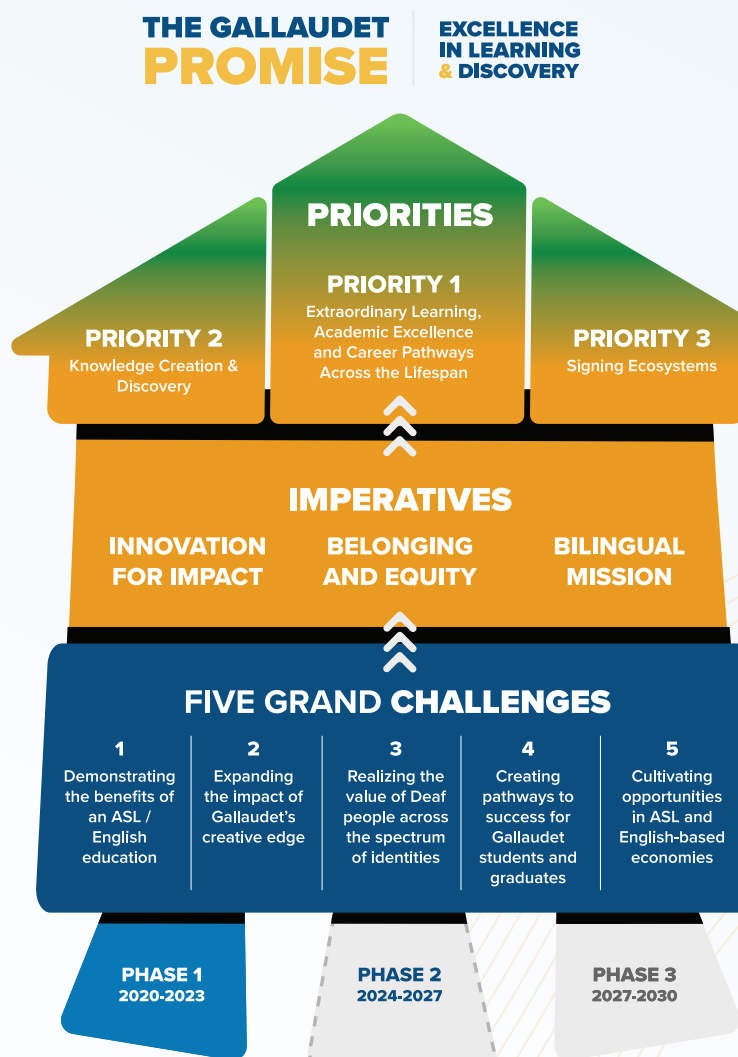 THE GALLAUDET
PROMISE
EXCELLENCE
IN LEARNING
& DISCOVERY
PRIORITIES
PRIORITY 1
Extraordinary Learning,
Academic Excellence
and Career Pathways
Across the Lifespan
PRIORITY 2
Knowledge Creation &
Discovery
PRIORITY 3
Signing Ecosystems
IMPERATIVES
INNOVATION
FOR IMPACT
BELONGING
AND EQUITY
BILINGUAL
MISSION
FIVE GRAND CHALLENGES
1
Demonstrating
the benefits of
an ASL /
English
education
2
Expanding
the impact of
Gallaudet's
creative edge
3
Realizing the
value of Deaf
people across
the spectrum
of identities
4
Creating
pathways to
success for
Gallaudet
students and
graduates
5
Cultivating
opportunities
in ASL and
English-based
economies
PHASE 1
2020-2023
PHASE 2
2024-2027
PHASE 3
2027-2030